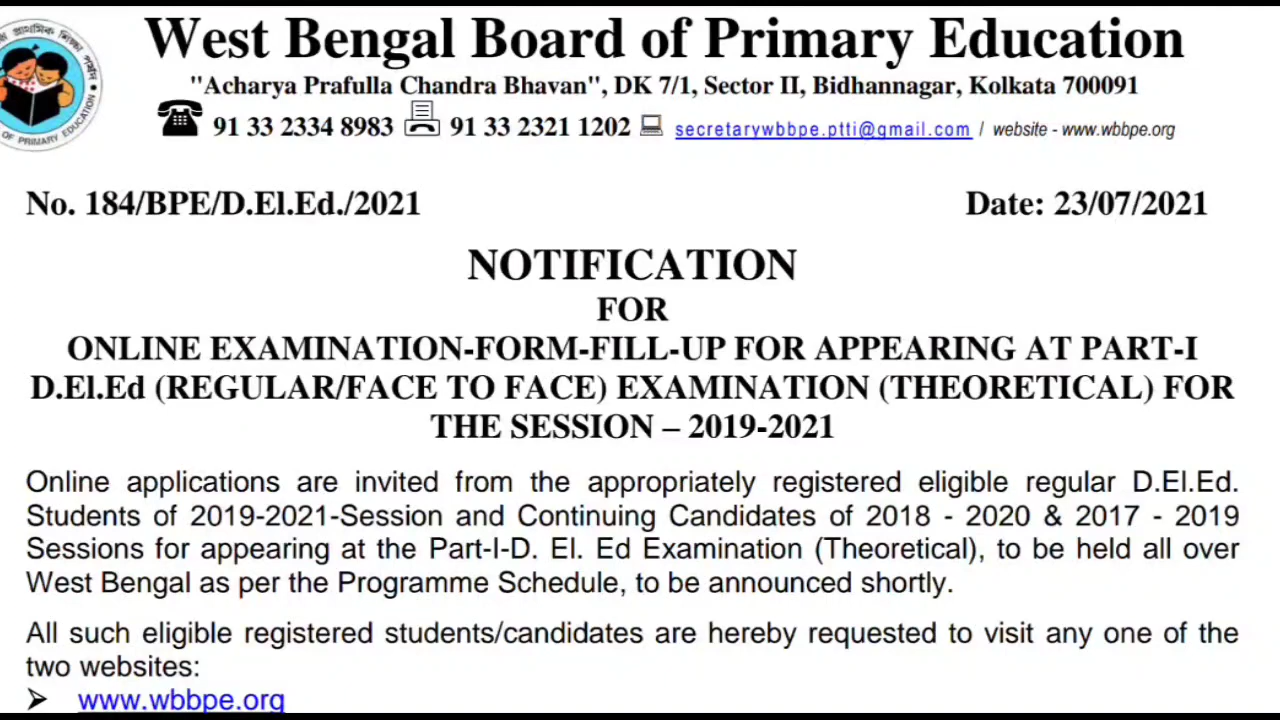 West Bengal Board of Primary Education
"Acharya Prafulla Chandra Bhavan", DK 7/1, Sector II, Bidhannagar, Kolkata 700091
91 33 2334 8983 91 33 2321 1202 secretarywbbpe.ptti@gmail.com / website - www.wbbpe.org
প্রাথমিক শিক্ষা
OF PRIMARY EDUCATION
No. 184/BPE/D.El.Ed./2021 Date: 23/07/2021
NOTIFICATION
FOR
ONLINE EXAMINATION-FORM-FILL-UP FOR APPEARING AT PART-I
D.El.Ed (REGULAR/FACE TO FACE) EXAMINATION (THEORETICAL) FOR
THE SESSION – 2019-2021
Online applications are invited from the appropriately registered eligible regular D.El.Ed.
Students of 2019-2021-Session and Continuing Candidates of 2018 - 2020 & 2017 - 2019
Sessions for appearing at the Part-I-D. El. Ed Examination (Theoretical), to be held all over
West Bengal as per the Programme Schedule, to be announced shortly.
All such eligible registered students/candidates are hereby requested to visit any one of the
two websites:
➢ www.wbbpe.org